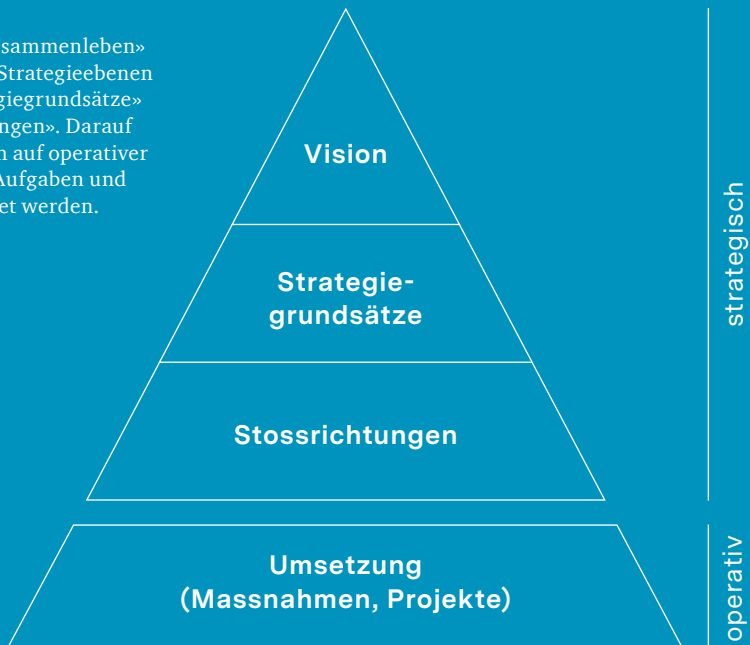 sammenleben»
Strategieebenen
giegrundsätze»
ngen». Darauf
n auf operativer
Aufgaben und
et werden.
Vision
Strategie-
grundsätze
Stossrichtungen
Umsetzung
(Massnahmen, Projekte)
strategisch
operativ